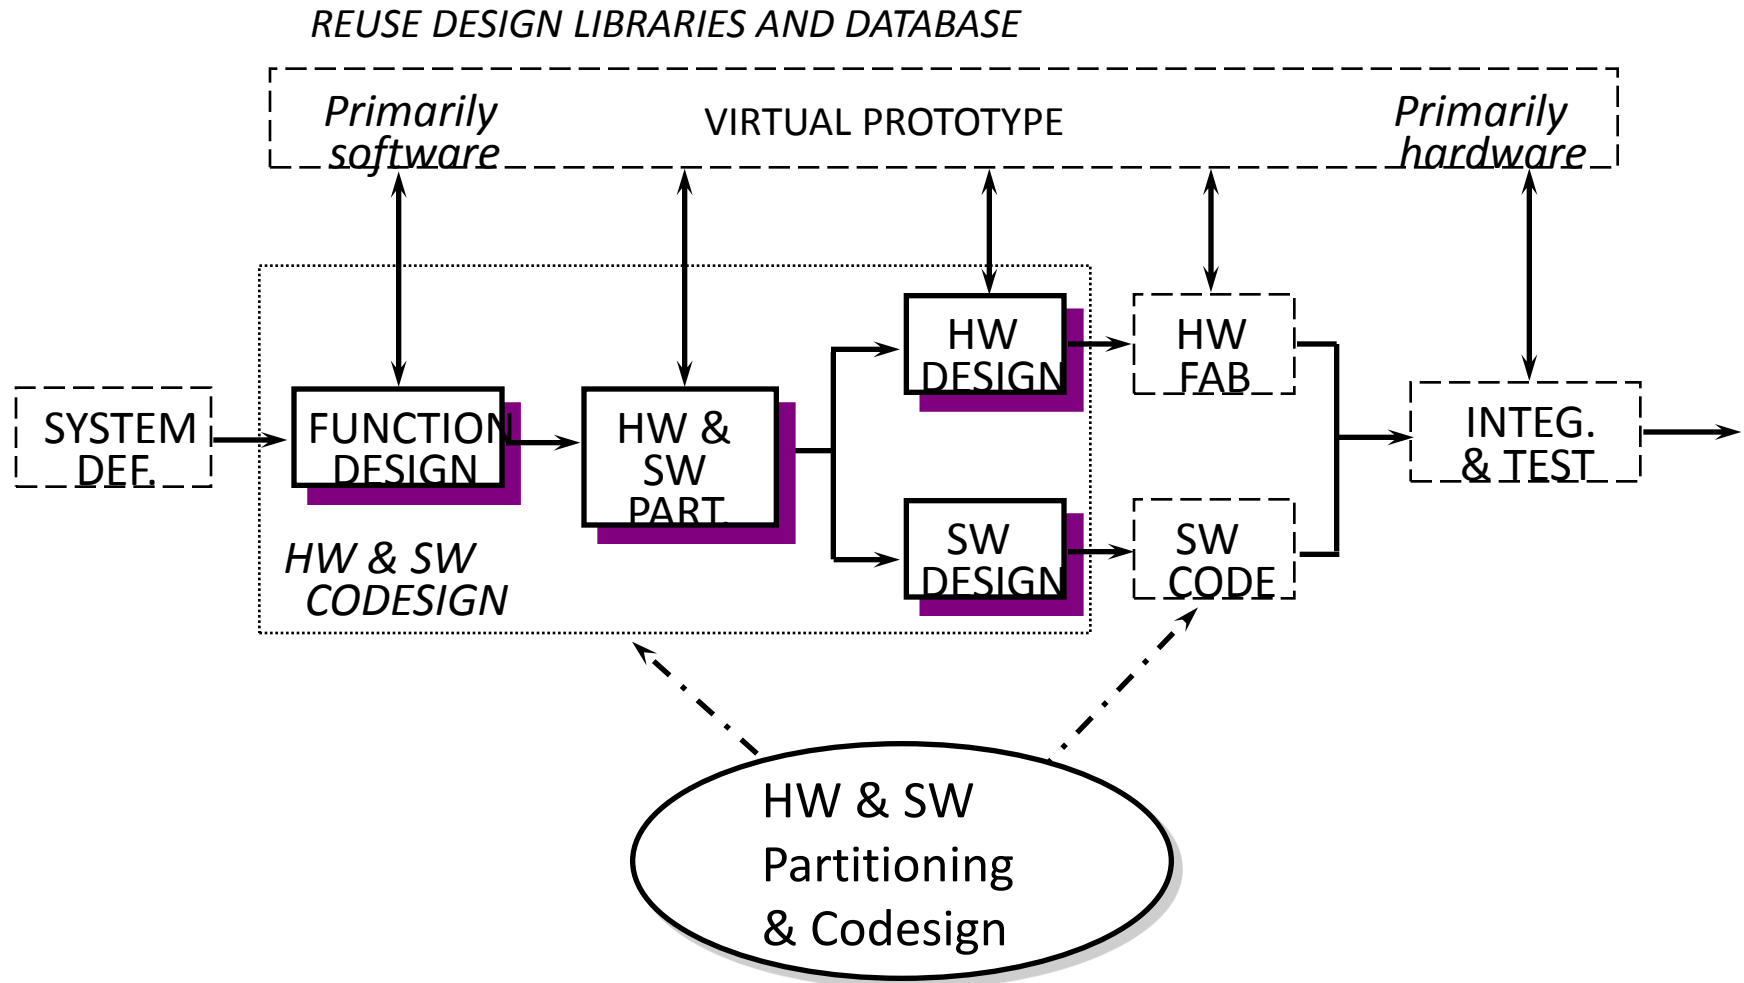 REUSE DESIGN LIBRARIES AND DATABASE
Primarily
software
VIRTUAL PROTOTYPE
Primarily
hardware
SYSTEM
DEF.
FUNCTION
DESIGN
HW &
SW
PART.
HW
DESIGN
HW
FAB
SW
DESIGN
SW
CODE
INTEG.
& TEST
HW & SW
CODESIGN
HW & SW
Partitioning
& Codesign